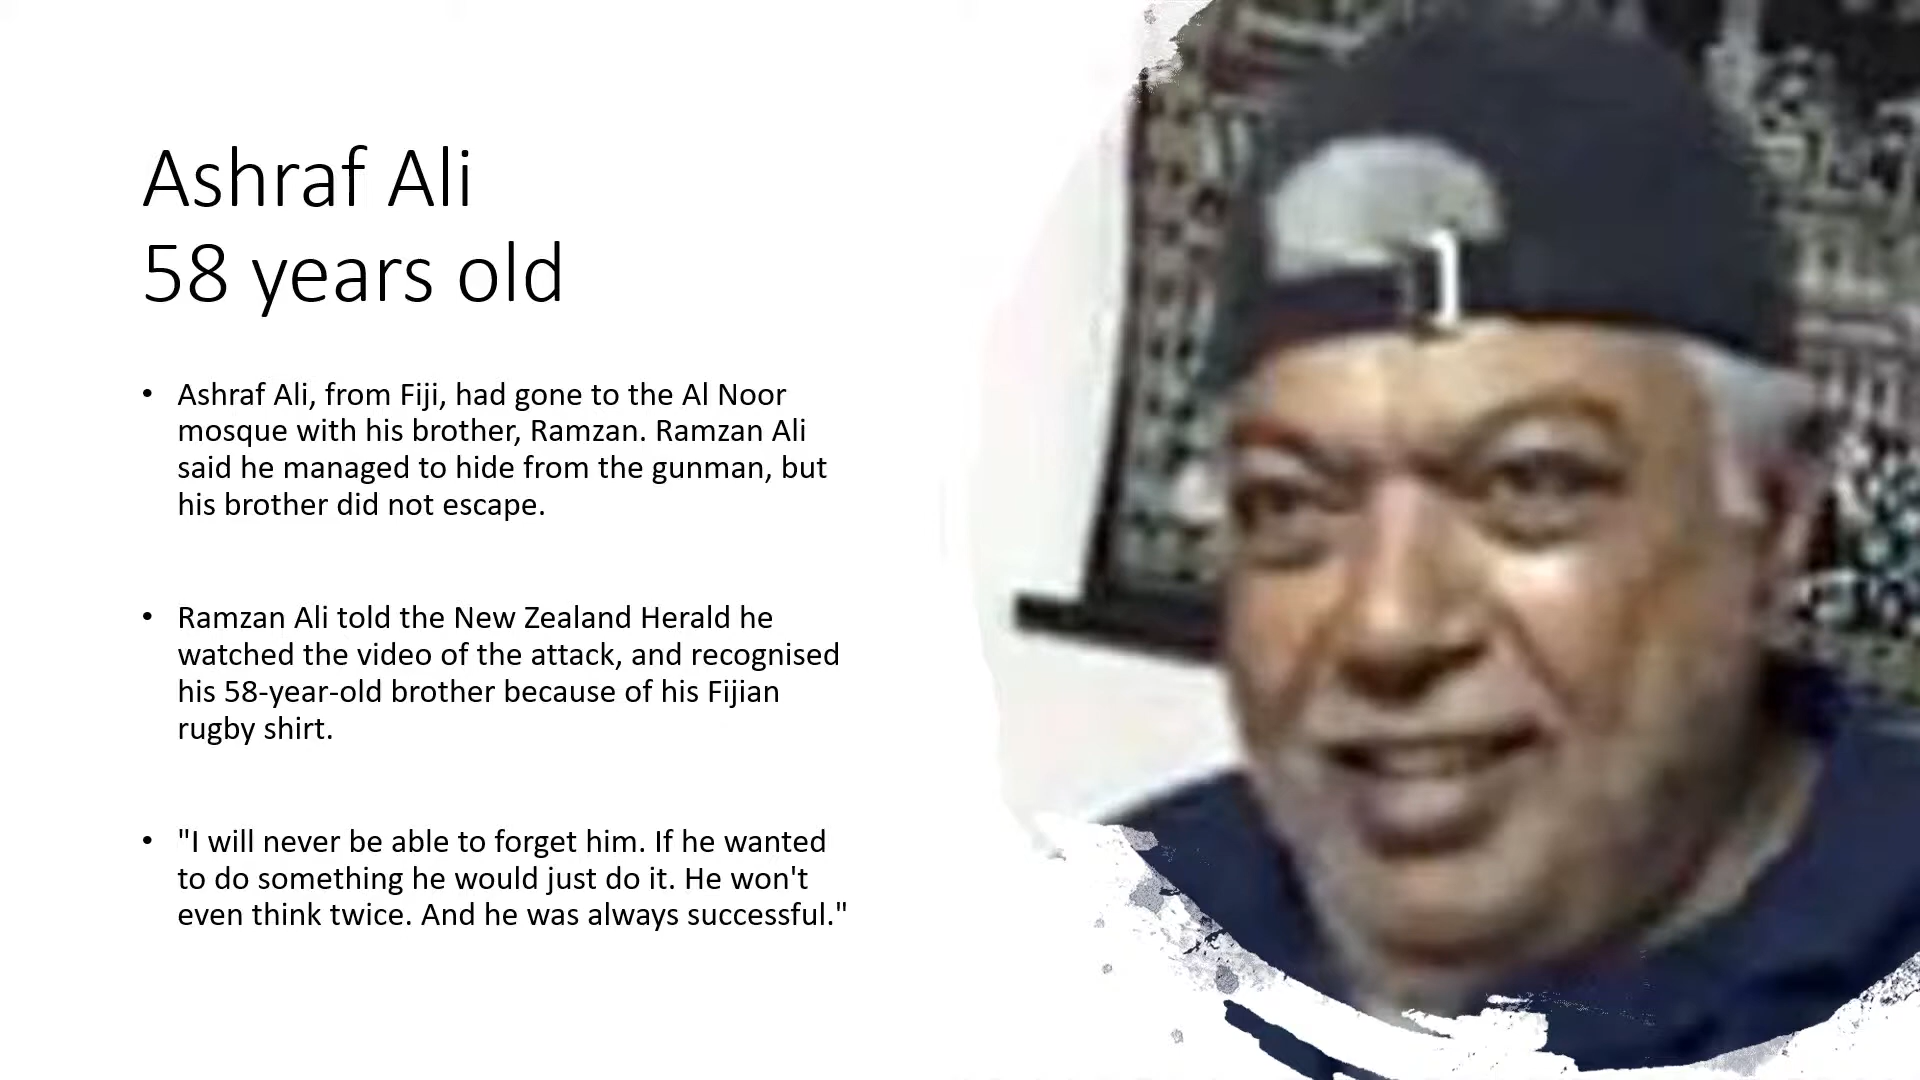 Ashraf Ali
58 years old
• Ashraf Ali, from Fiji, had gone to the Al Noor
mosque with his brother, Ramzan. Ramzan Ali
said he managed to hide from the gunman, but
his brother did not escape.
• Ramzan Ali told the New Zealand Herald he
watched the video of the attack, and recognised
his 58-year-old brother because of his Fijian
rugby shirt.
• "I will never be able to forget him. If he wanted
to do something he would just do it. He won't
even think twice. And he was always successful."